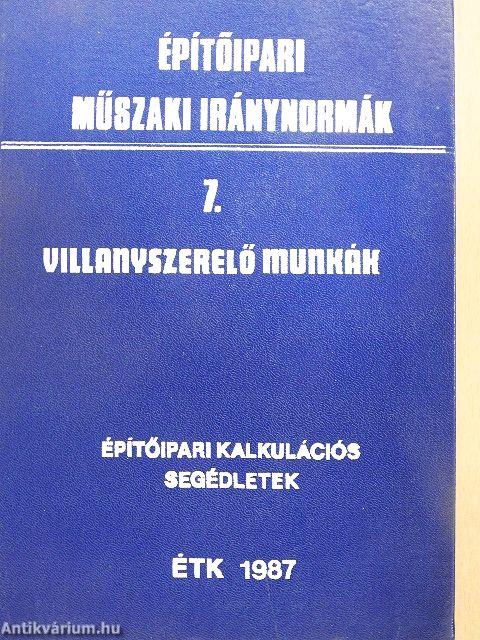 ÉPÍTŐIPARI
MŰSZAKI IRÁNYNORMÁK
7.
VILLANYSZERELŐ MUNKÁK
ÉPÍTŐIPARI KALKULÁCIÓS
SEGÉDLETEK
ÉTK 1987
Antikvárium.hu